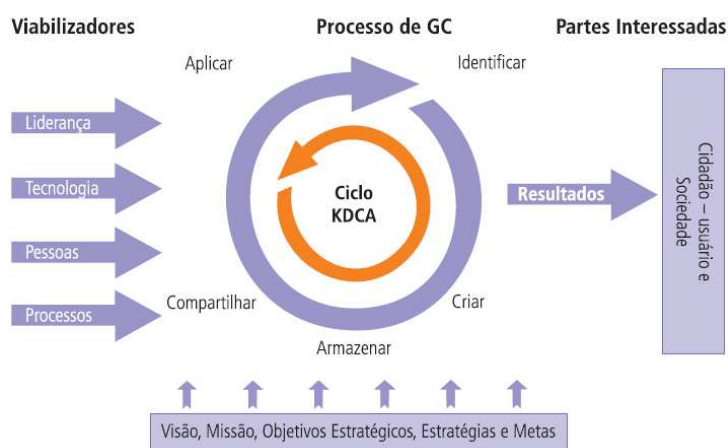 Viabilizadores
Processo de GC
Partes Interessadas
Aplicar
Identificar
Liderança
Tecnologia
Pessoas
Processos
Ciclo
KDCA
Compartilhar
Criar
Armazenar
Resultados
Cidadão – usuário e
Sociedade
Visão, Missão, Objetivos Estratégicos, Estratégias e Metas